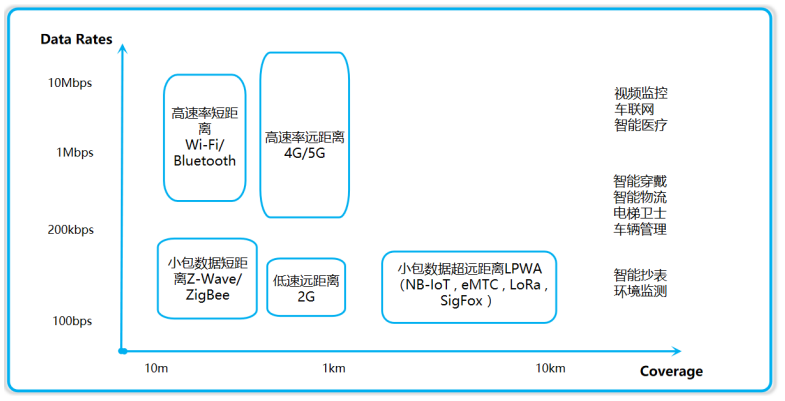 Data Rates
10Mbps
1Mbps
200kbps
100bps
高速率短距
离
Wi-Fi/
Bluetooth
高速率远距离
4G/5G
小包数据短距
离Z-Wave/
ZigBee
低速远距离
2G
小包数据超远距离LPWA
（NB-IoT , eMTC , LoRa ,
SigFox ）
视频监控
车联网
智能医疗
智能穿戴
智能物流
电梯卫士
车辆管理
智能抄表
环境监测
10m
1km
10km
Coverage